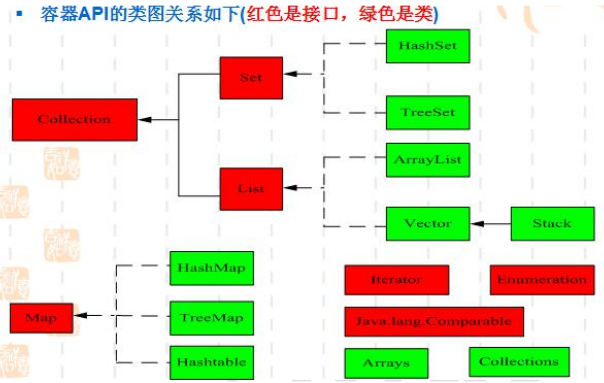 容器API的类图关系如下(红色是接口，绿色是类)
HashSet
Set
TreeSet
Collection
ArrayList
List
Vector
Stack
HashMap
Iterator
Enumeration
Map
TreeMap
Java.lang.Comparable
Hashtable
Arrays
Collections